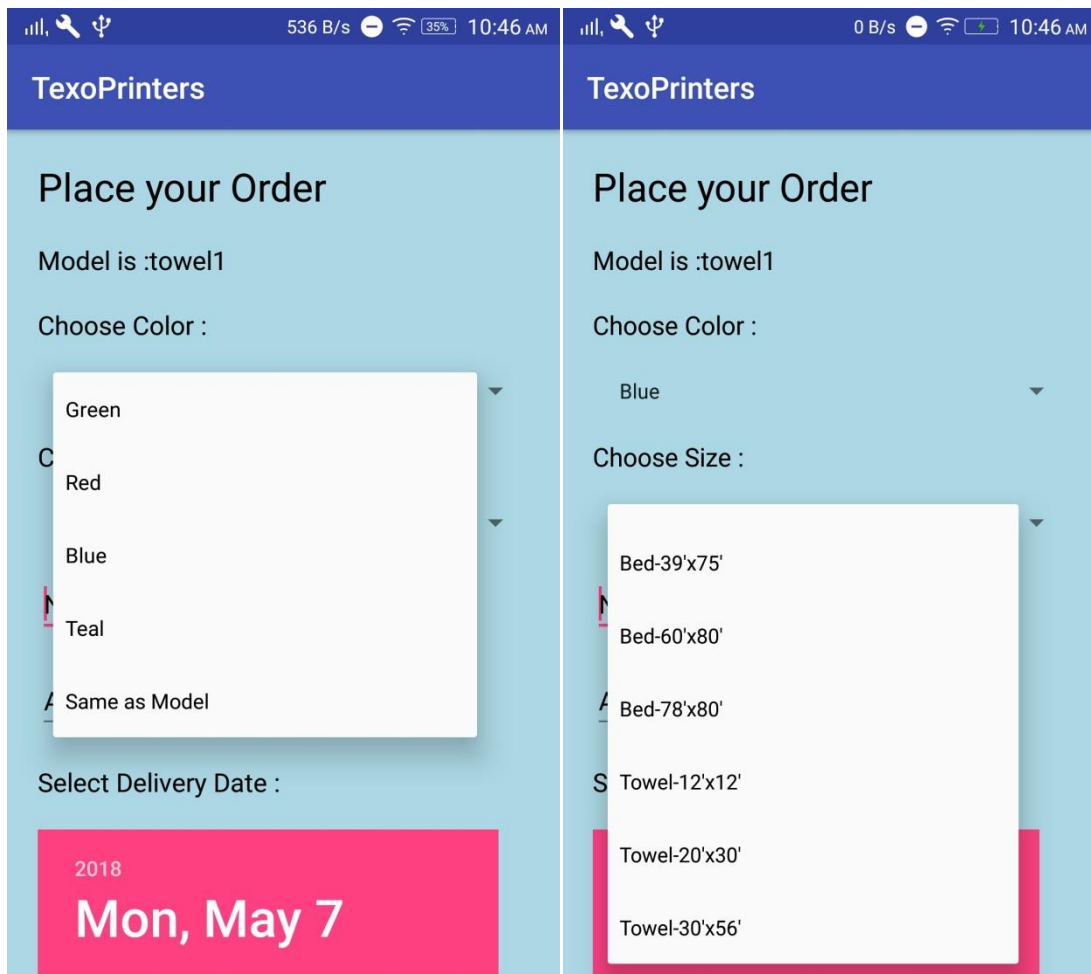 536 B/s 35% 10:46 AM
TexoPrinters
Place your Order
Model is :towel1
Choose Color :
Green
C
Red
Blue
N
Teal
A
Same as Model
Select Delivery Date :
2018
Mon, May 7
0 B/s 10:46 AM
TexoPrinters
Place your Order
Model is :towel1
Choose Color :
Blue
Choose Size :
Bed-39'x75'
N
Bed-60'x80'
A
Bed-78'x80'
S
Towel-12'x12'
Towel-20'x30'
Towel-30'x56'